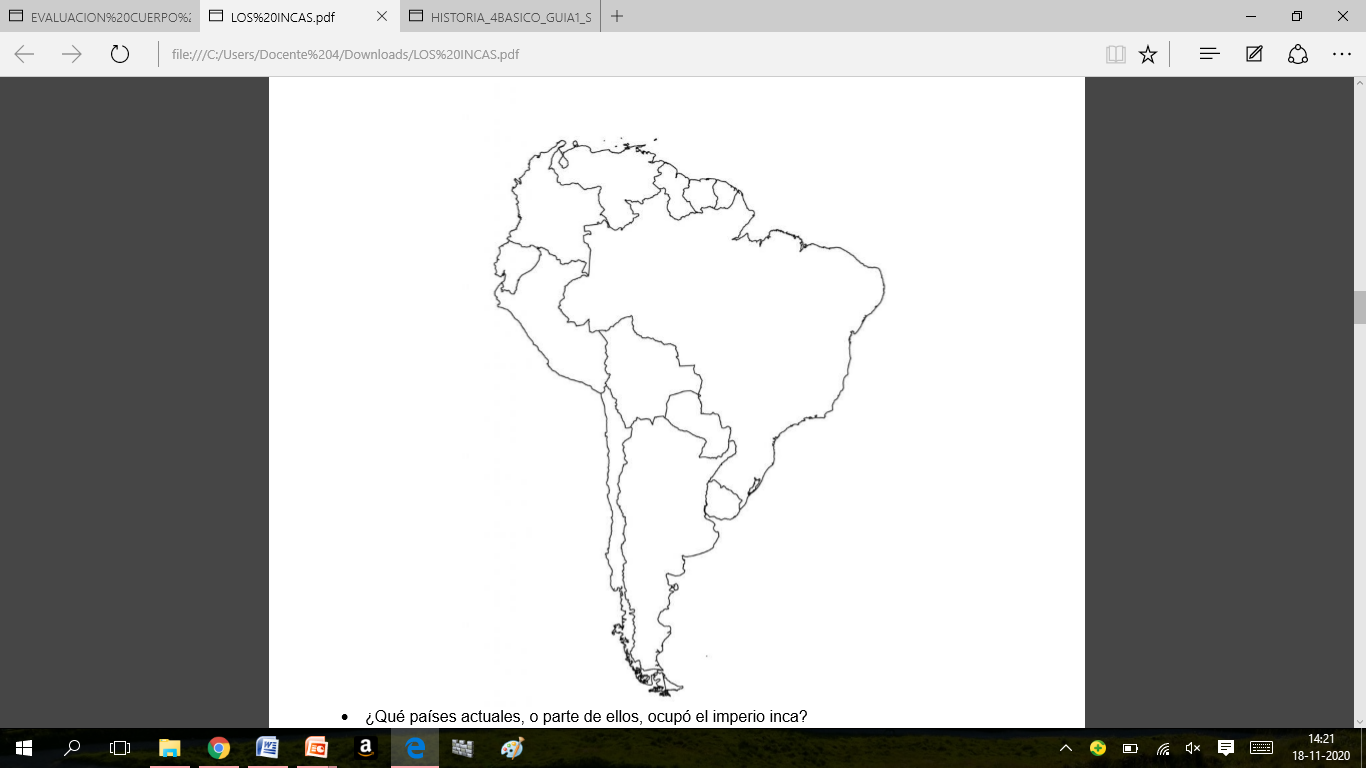 EVALUACION%20CUERPO%2
LOS%20INCAS.pdf
HISTORIA_4BASICO_GUIA1_S
file:///C:/Users/Docente%204/Downloads/LOS%20INCAS.pdf
• ¿Qué países actuales, o parte de ellos, ocupó el imperio inca?
14:21
18-11-2020